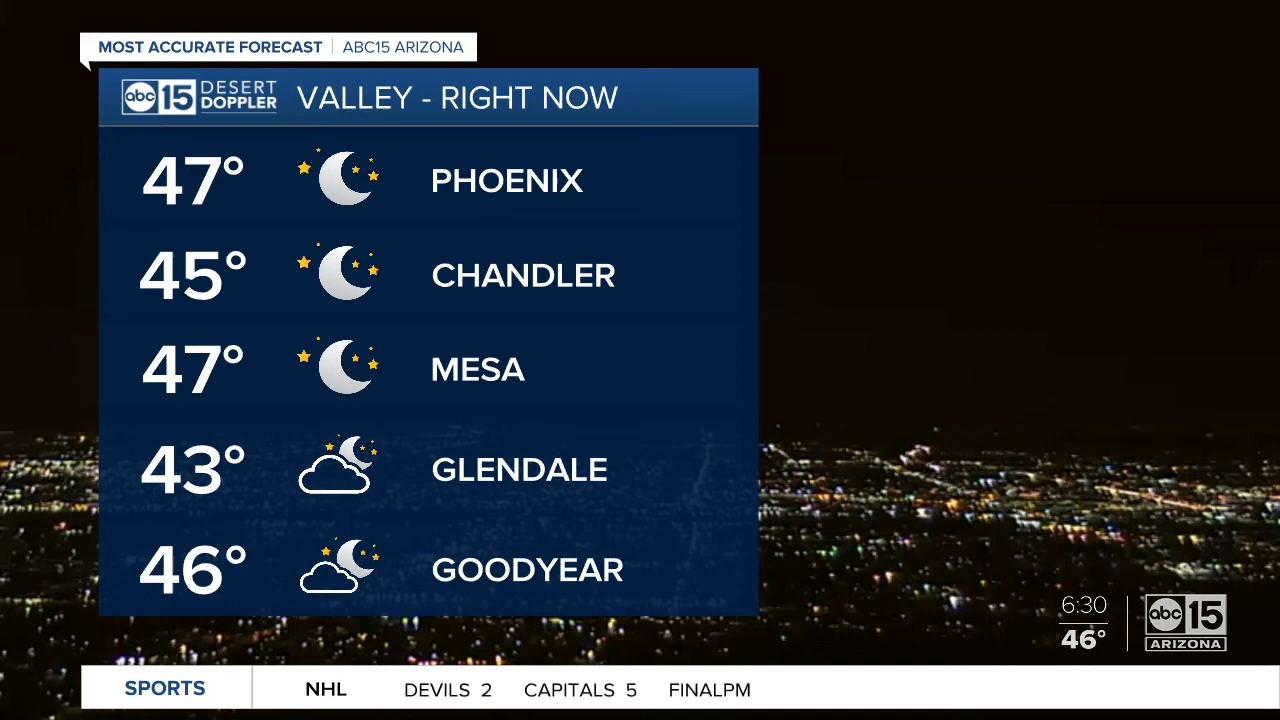 MOST ACCURATE FORECAST | ABC15 ARIZONA
abc 15 DESERT DOPPLER VALLEY - RIGHT NOW
47° PHOENIX
45° CHANDLER
47° MESA
43° GLENDALE
46° GOODYEAR
6:30
46°
abc 15
ARIZONA
SPORTS NHL DEVILS 2 CAPITALS 5 FINALPM